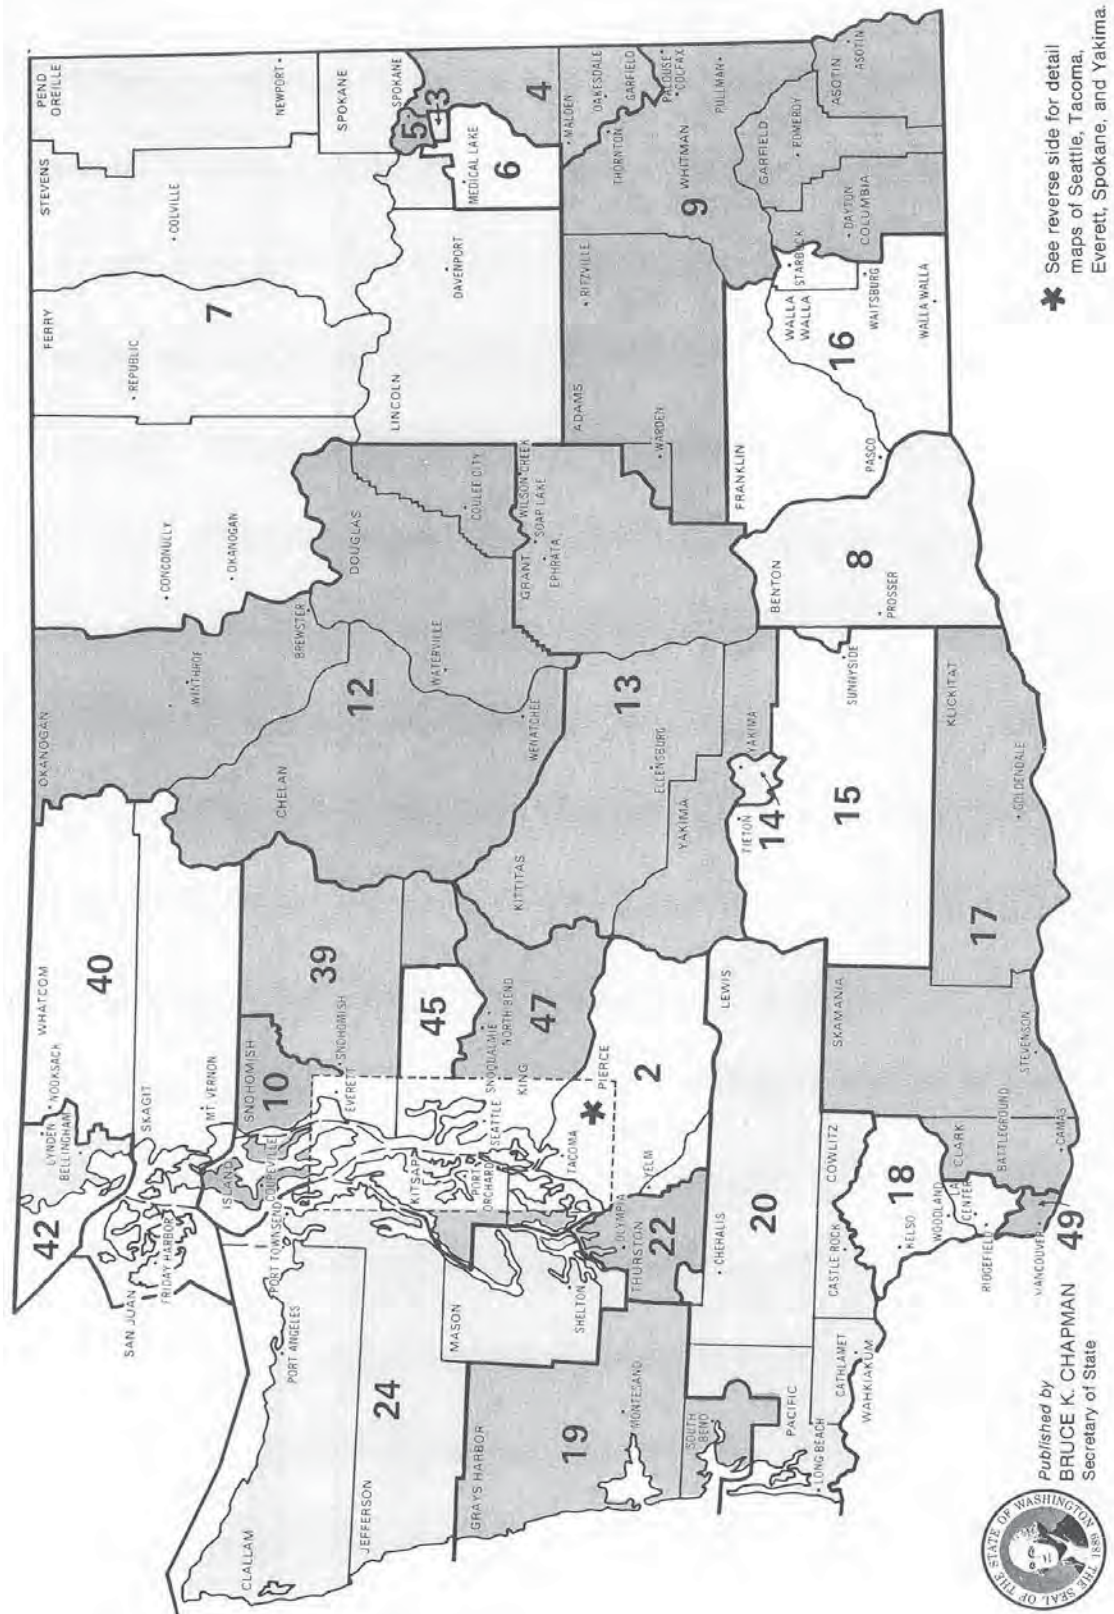 42
LYNDEN
BELLINGHAM
NOOKSACK
WHATCOM
40
SAN JUAN
FRIDAY HARBOR
SKAGIT
MT. VERNON
OKANOGAN
WINTHROP
CONCONULLY
OKANOGAN
BREWSTER
FERRY
REPUBLIC
7
STEVENS
COLVILLE
PEND
OREILLE
NEWPORT
ISLAND
COUPEVILLE
SNOHOMISH
10
39
EVERETT
SNOHOMISH
CHELAN
12
DOUGLAS
WATERVILLE
WENATCHEE
COULEE CITY
LINCOLN
DAVENPORT
SPOKANE
SPOKANE
5
3
MEDICAL LAKE
6
4
CLALLAM
PORT ANGELES
PORT TOWNSEND
JEFFERSON
24
KITSAP
PORT
ORCHARD
SEATTLE
45
SNOQUALMIE
NORTH BEND
KING
47
MASON
SHELTON
GRAYS HARBOR
19
MONTESANO
TACOMA
PIERCE
2
KITTITAS
ELLENSBURG
13
GRANT
WILSON CREEK
SOAP LAKE
EPHRATA
WARDEN
ADAMS
RITZVILLE
MALDEN
OAKESDALE
THORNTON
GARFIELD
PALOUSE
COLFAX
WHITMAN
9
PULLMAN
OLYMPIA
THURSTON
22
YELM
YAKIMA
YAKIMA
TIETON
14
15
SUNNYSIDE
BENTON
8
PROSSER
FRANKLIN
PASCO
WALLA
WALLA
STARBUCK
16
WAITSBURG
WALLA WALLA
GARFIELD
POMEROY
DAYTON
COLUMBIA
ASOTIN
ASOTIN
SOUTH
BEND
PACIFIC
LONG BEACH
CHEHALIS
20
LEWIS
CATHLAMET
WAHKIAKUM
CASTLE ROCK
COWLITZ
KELSO
18
WOODLAND
LA
CENTER
RIDGEFIELD
CLARK
BATTLEGROUND
VANCOUVER
49
CAMAS
SKAMANIA
STEVENSON
17
KLICKITAT
GOLDENDALE
THE STATE OF WASHINGTON
THE SEAL OF
1889
Published by
BRUCE K. CHAPMAN
Secretary of State
* See reverse side for detail
maps of Seattle, Tacoma,
Everett, Spokane, and Yakima.